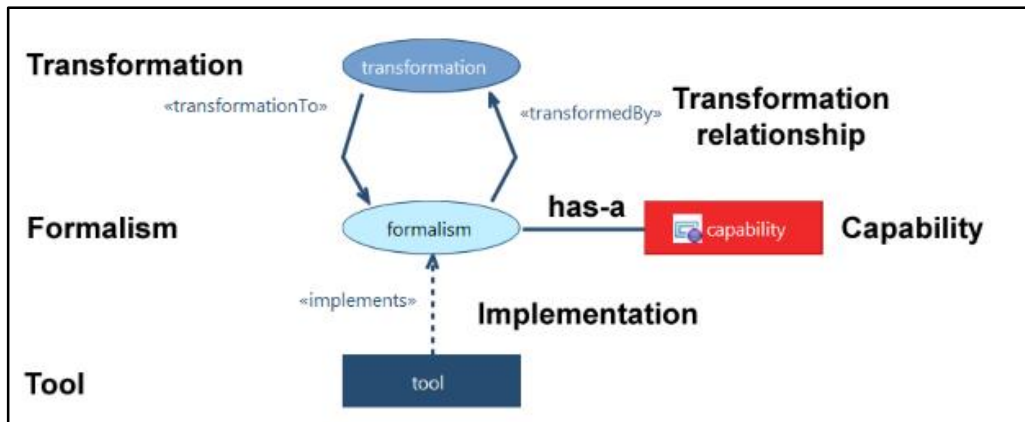 Transformation
transformation
«transformationTo»
«transformedBy»
Transformation
relationship
Formalism
formalism
has-a
capability
Capability
«implements»
Implementation
Tool
tool